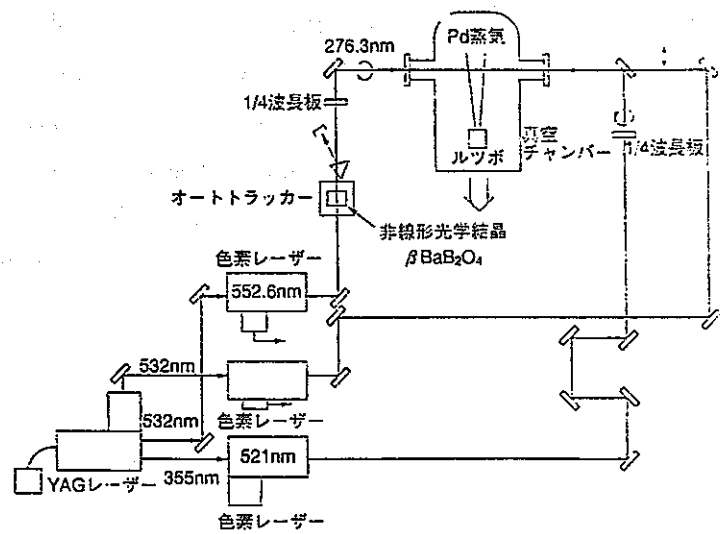 276.3nm
Pd蒸気
1/4波長板
ルツボ
真空
チャンバー
1/4波長板
オートトラッカー
非線形光学結晶
βBaB₂O₄
色素レーザー
552.6nm
532nm
色素レーザー
532nm
521nm
355nm
YAGレーザー
色素レーザー